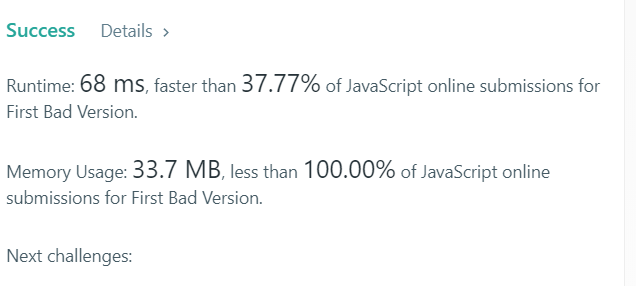 Success Details >
Runtime: 68 ms, faster than 37.77% of JavaScript online submissions for
First Bad Version.
Memory Usage: 33.7 MB, less than 100.00% of JavaScript online
submissions for First Bad Version.
Next challenges: